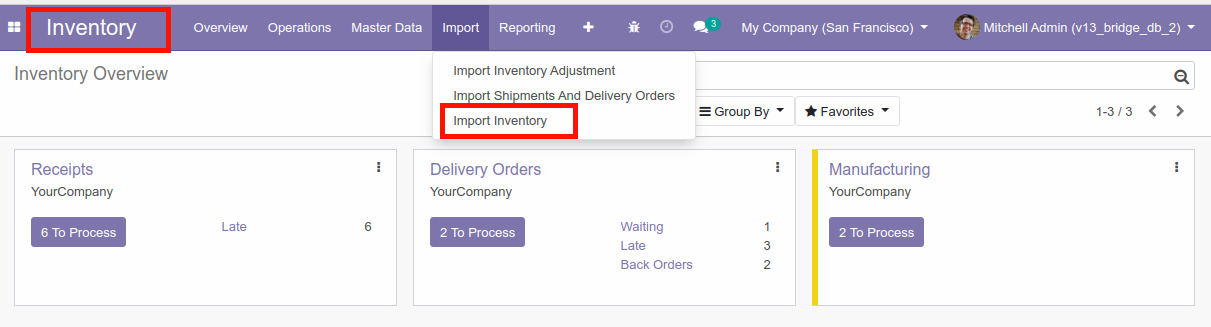 Inventory Overview Operations Master Data Import Reporting 3 My Company (San Francisco) Mitchell Admin (v13_bridge_db_2)
Inventory Overview
Import Inventory Adjustment
Import Shipments And Delivery Orders
Import Inventory
Group By Favorites 1-3 / 3
Receipts
YourCompany
6 To Process
Late 6
Delivery Orders
YourCompany
2 To Process
Waiting 1
Late 3
Back Orders 2
Manufacturing
YourCompany
2 To Process